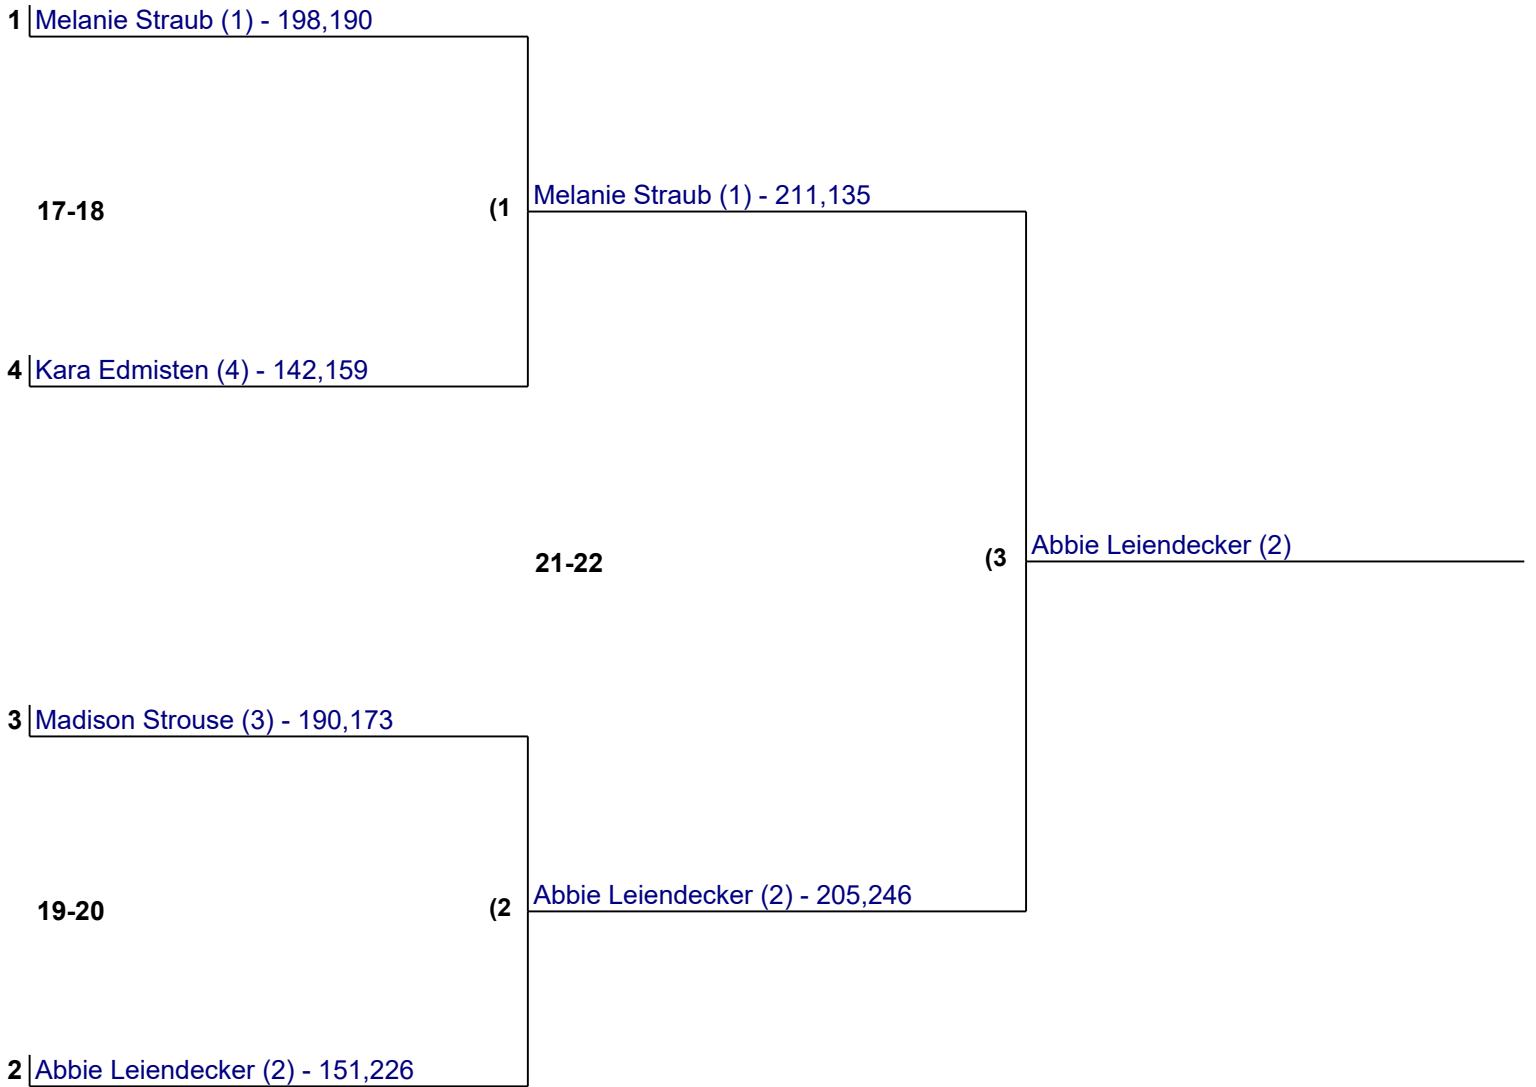 1 Melanie Straub (1) - 198,190
17-18
(1
Melanie Straub (1) - 211,135
4 Kara Edmisten (4) - 142,159
21-22
(3
Abbie Leiendecker (2)
3 Madison Strouse (3) - 190,173
19-20
(2
Abbie Leiendecker (2) - 205,246
2 Abbie Leiendecker (2) - 151,226